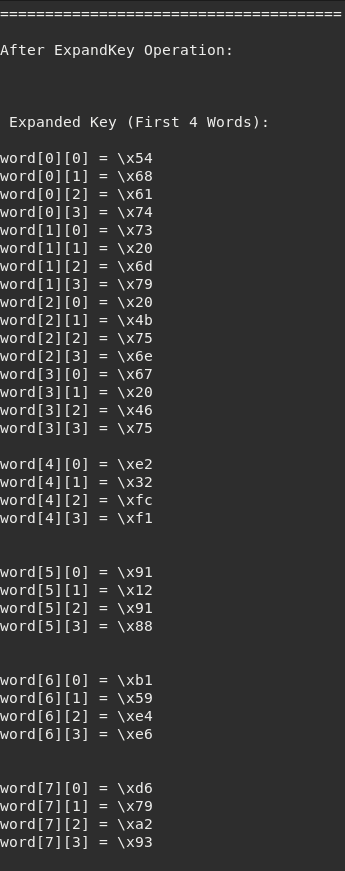 ======================================
After ExpandKey Operation:
Expanded Key (First 4 Words):
word[0][0] = \x54
word[0][1] = \x68
word[0][2] = \x61
word[0][3] = \x74
word[1][0] = \x73
word[1][1] = \x20
word[1][2] = \x6d
word[1][3] = \x79
word[2][0] = \x20
word[2][1] = \x4b
word[2][2] = \x75
word[2][3] = \x6e
word[3][0] = \x67
word[3][1] = \x20
word[3][2] = \x46
word[3][3] = \x75
word[4][0] = \xe2
word[4][1] = \x32
word[4][2] = \xfc
word[4][3] = \xf1
word[5][0] = \x91
word[5][1] = \x12
word[5][2] = \x91
word[5][3] = \x88
word[6][0] = \xb1
word[6][1] = \x59
word[6][2] = \xe4
word[6][3] = \xe6
word[7][0] = \xd6
word[7][1] = \x79
word[7][2] = \xa2
word[7][3] = \x93